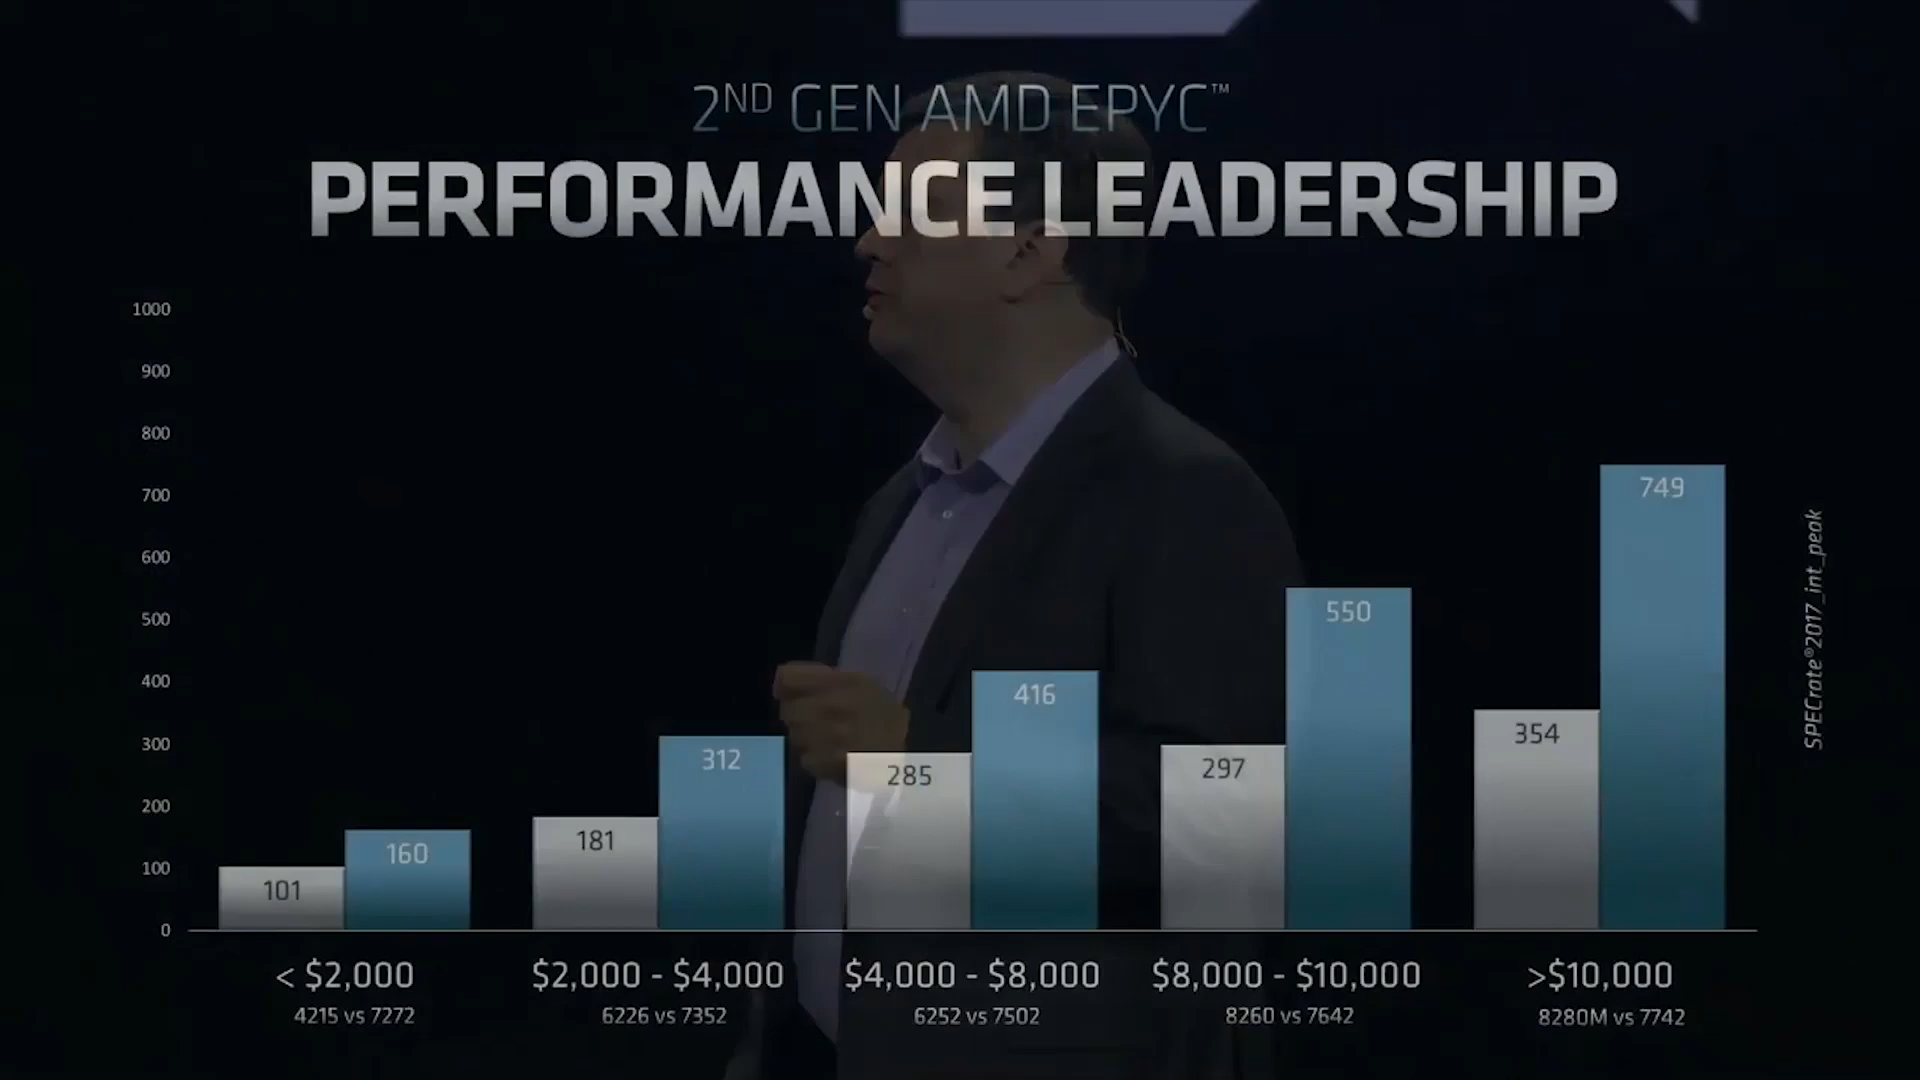 2ND GEN AMD EPYC™
PERFORMANCE LEADERSHIP
1000
900
800
700
600
500
400
300
200
100
0
101
160
181
312
285
416
297
550
354
749
< $2,000
$2,000 - $4,000
$4,000 - $8,000
$8,000 - $10,000
>$10,000
4215 vs 7272
6226 vs 7352
6252 vs 7502
8260 vs 7642
8280M vs 7742
SPECrate®2017_int_peak